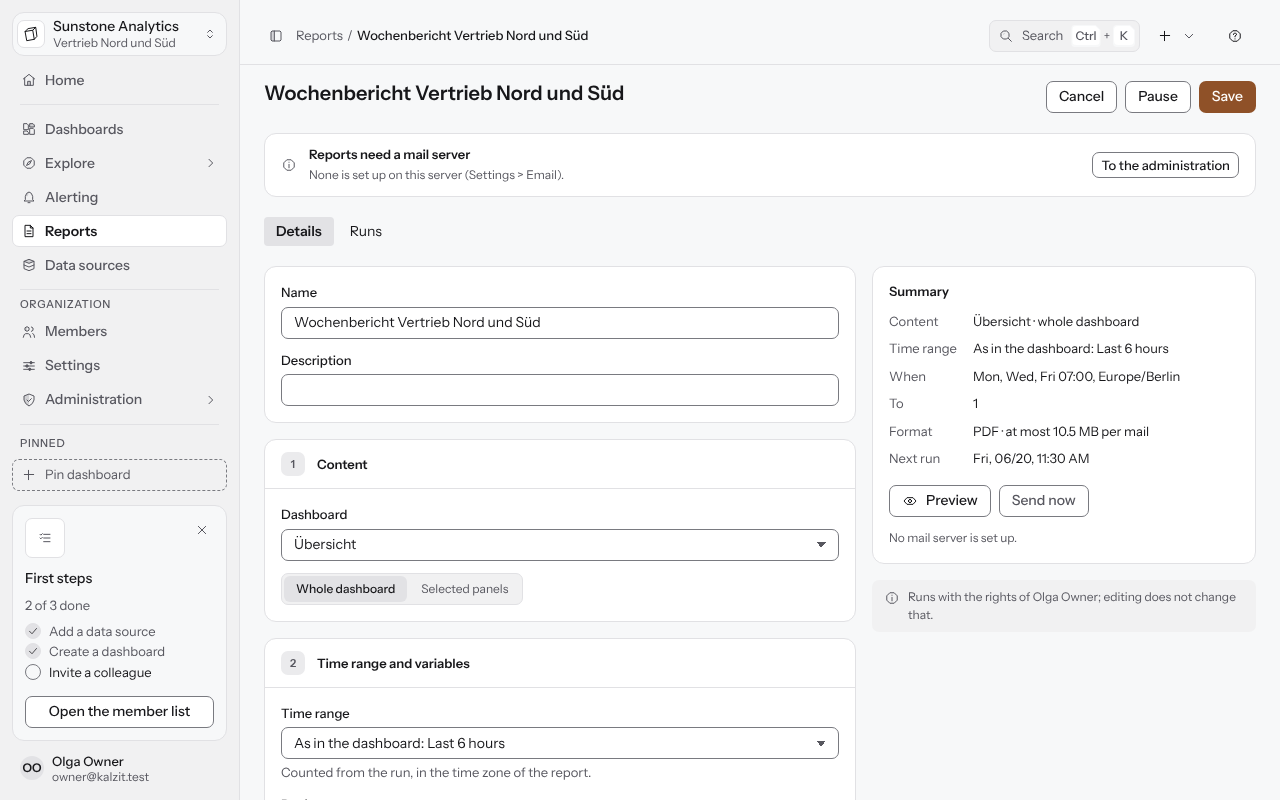 Sunstone Analytics
Vertrieb Nord und Süd
Home
Dashboards
Explore
Alerting
Reports
Data sources
ORGANIZATION
Members
Settings
Administration
PINNED
Pin dashboard
First steps
2 of 3 done
Add a data source
Create a dashboard
Invite a colleague
Open the member list
OO
Olga Owner
owner@kalzit.test
Reports / Wochenbericht Vertrieb Nord und Süd
Search Ctrl + K
Wochenbericht Vertrieb Nord und Süd
Cancel
Pause
Save
Reports need a mail server
None is set up on this server (Settings > Email).
To the administration
Details
Runs
Name
Wochenbericht Vertrieb Nord und Süd
Description
1 Content
Dashboard
Übersicht
Whole dashboard
Selected panels
2 Time range and variables
Time range
As in the dashboard: Last 6 hours
Counted from the run, in the time zone of the report.
Summary
Content Übersicht · whole dashboard
Time range As in the dashboard: Last 6 hours
When Mon, Wed, Fri 07:00, Europe/Berlin
To 1
Format PDF · at most 10.5 MB per mail
Next run Fri, 06/20, 11:30 AM
Preview
Send now
No mail server is set up.
Runs with the rights of Olga Owner; editing does not change
that.